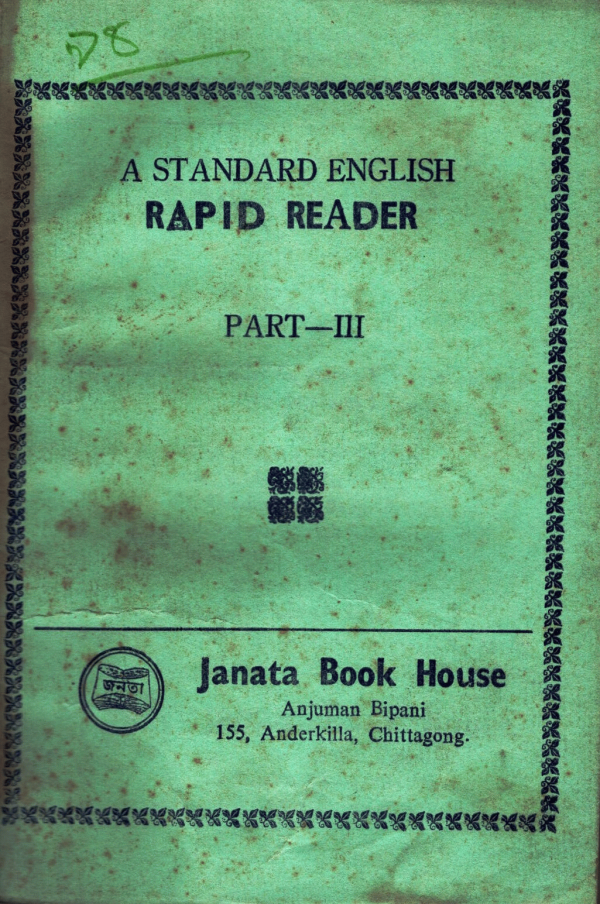 A STANDARD ENGLISH
RAPID READER
PART—III
জনতা
Janata Book House
Anjuman Bipani
155, Anderkilla, Chittagong.